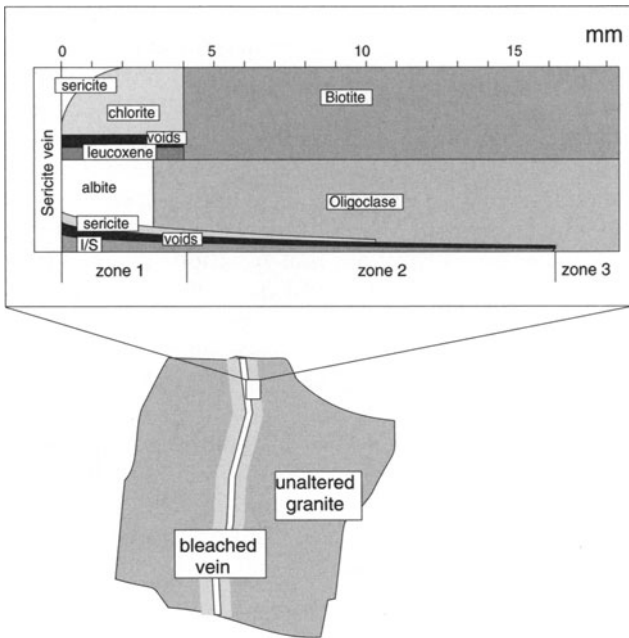 0 5 10 15 mm
sericite
chlorite
Biotite
voids
leucoxene
Sericite vein
albite
Oligoclase
sericite
voids
I/S
zone 1 zone 2 zone 3
unaltered
granite
bleached
vein